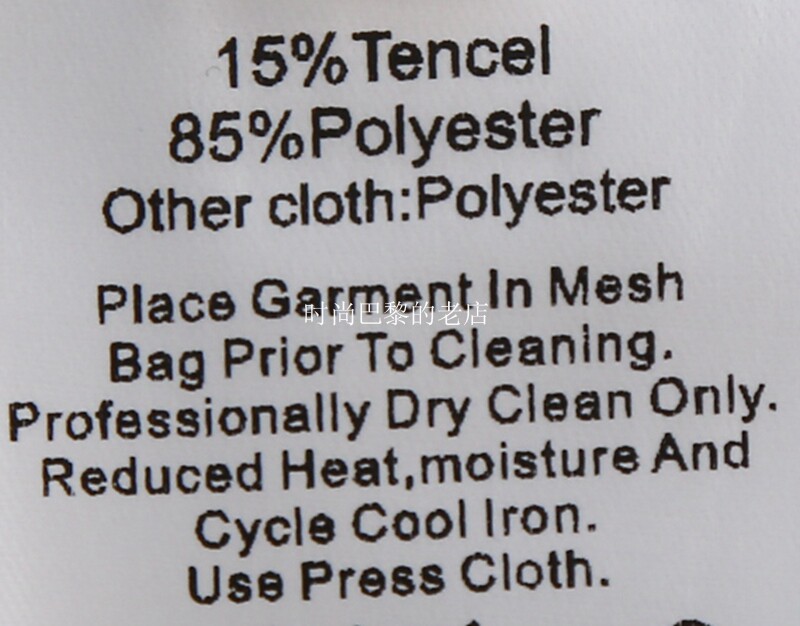 15%Tencel
85%Polyester
Other cloth:Polyester
Place Garment In Mesh
时尚巴黎的老店
Bag Prior To Cleaning.
Professionally Dry Clean Only.
Reduced Heat,moisture And
Cycle Cool Iron.
Use Press Cloth.